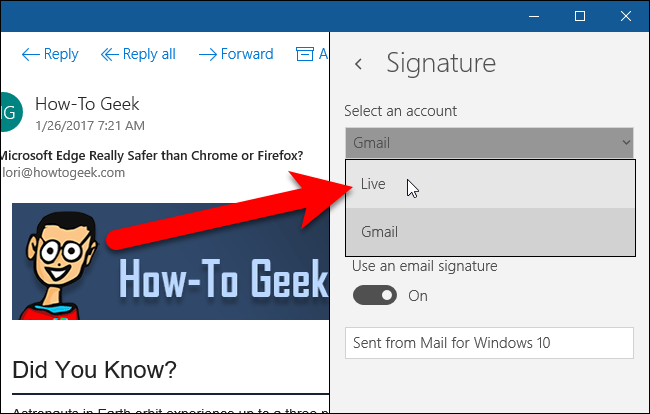 Reply
Reply all
Forward
A
NG
How-To Geek
1/26/2017 7:21 AM
Microsoft Edge Really Safer than Chrome or Firefox?
lori@howtogeek.com
How-To Geek
Did You Know?
Astronauts in Earth orbit experience up to a three p
Signature
Select an account
Gmail
Live
Gmail
Use an email signature
On
Sent from Mail for Windows 10